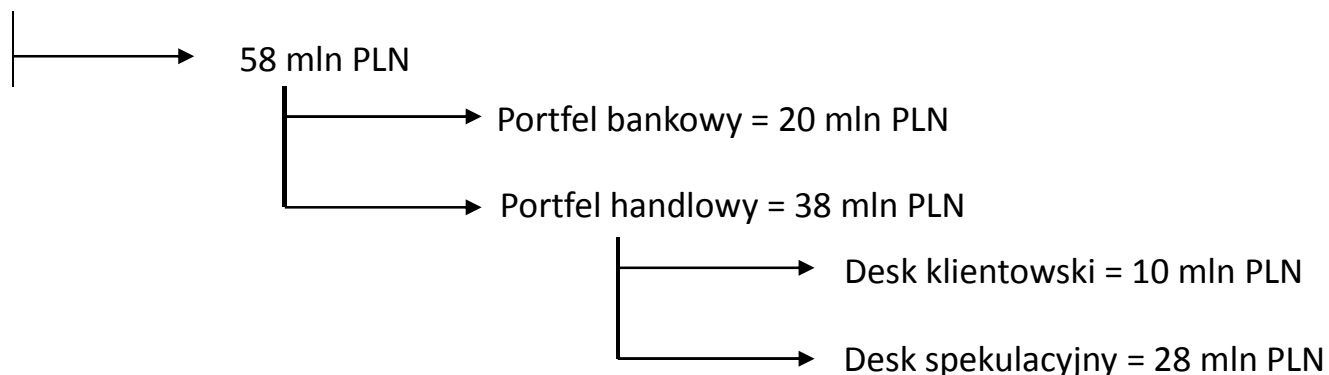 58 mln PLN
Portfel bankowy = 20 mln PLN
Portfel handlowy = 38 mln PLN
Desk klientowski = 10 mln PLN
Desk spekulacyjny = 28 mln PLN